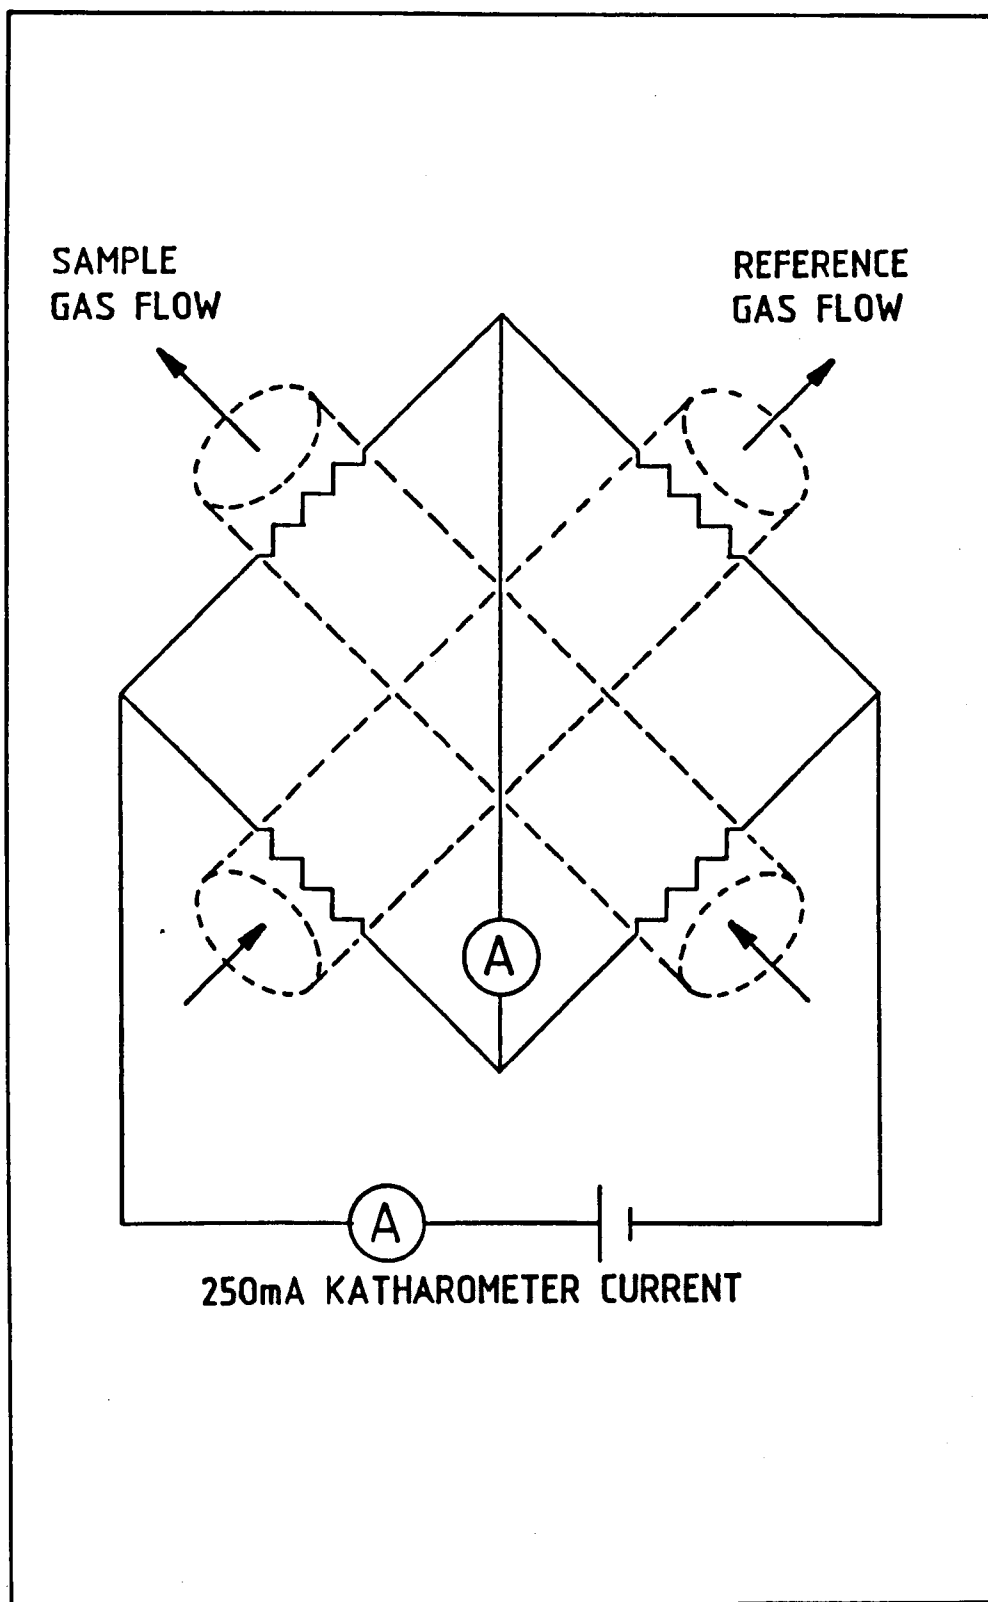 SAMPLE
GAS FLOW
REFERENCE
GAS FLOW
A
A
250mA KATHAROMETER CURRENT